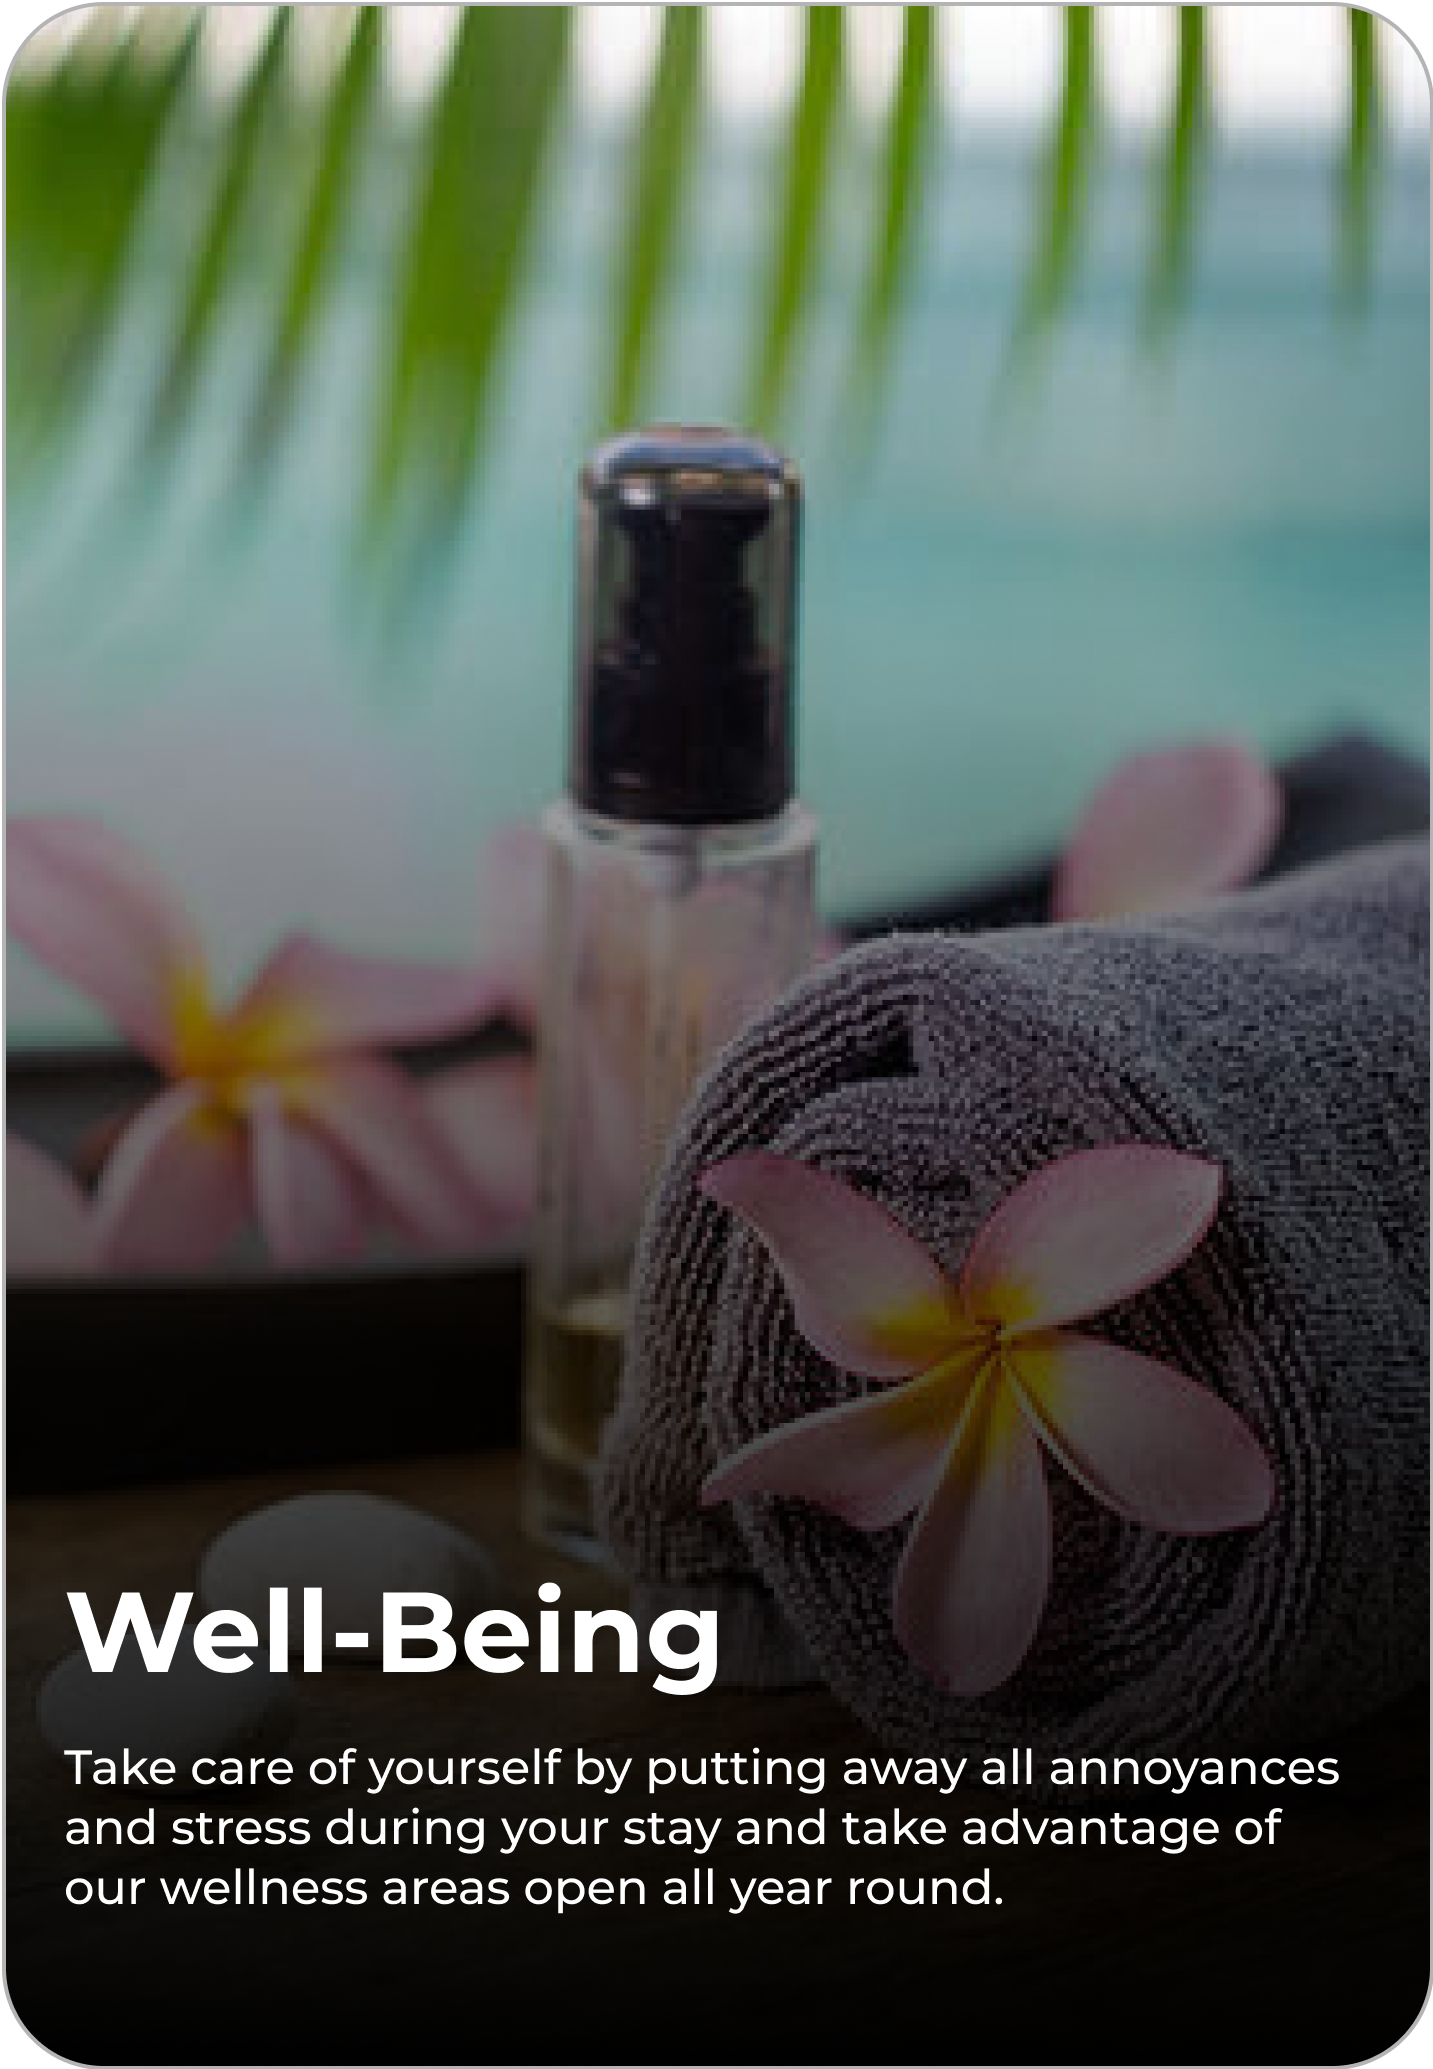 Well-Being
Take care of yourself by putting away all annoyances
and stress during your stay and take advantage of
our wellness areas open all year round.